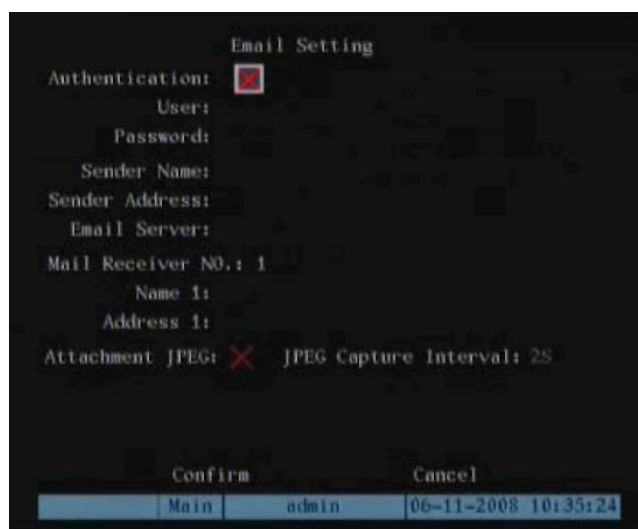 Email Setting
Authentication:
User:
Password:
Sender Name:
Sender Address:
Email Server:
Mail Receiver NO.: 1
Name 1:
Address 1:
Attachment JPEG: JPEG Capture Interval: 2S
Confirm Cancel
Main admin 06-11-2008 10:35:24